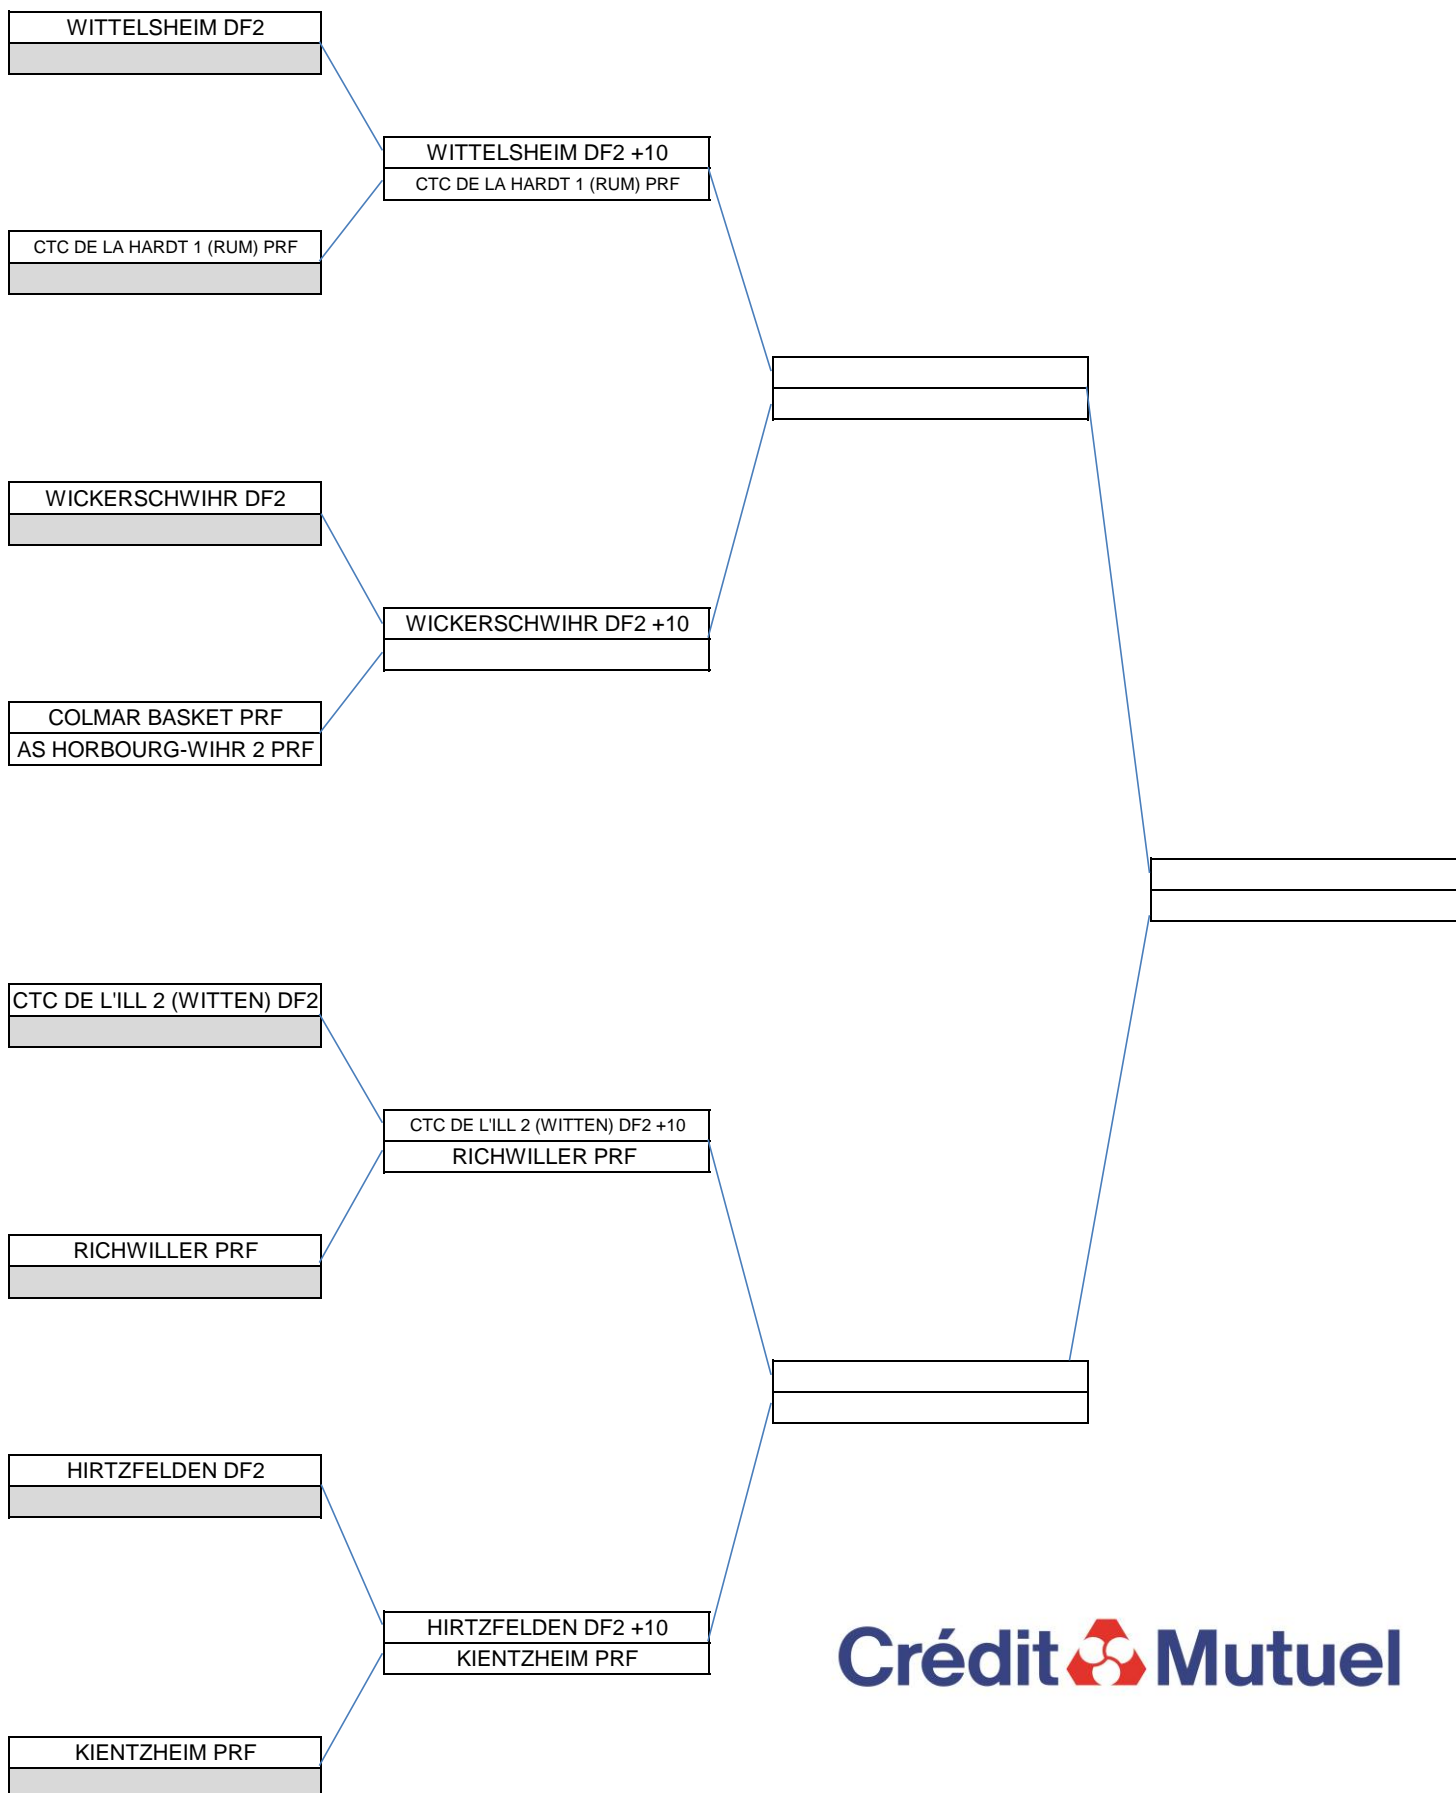 WITTELSHEIM DF2
WITTELSHEIM DF2 +10
CTC DE LA HARDT 1 (RUM) PRF
CTC DE LA HARDT 1 (RUM) PRF
WICKERSCHWIHR DF2
WICKERSCHWIHR DF2 +10
COLMAR BASKET PRF
AS HORBOURG-WIHR 2 PRF
CTC DE L'ILL 2 (WITTEN) DF2
CTC DE L'ILL 2 (WITTEN) DF2 +10
RICHWILLER PRF
RICHWILLER PRF
HIRTZFELDEN DF2
HIRTZFELDEN DF2 +10
KIENTZHEIM PRF
Crédit Mutuel
KIENTZHEIM PRF